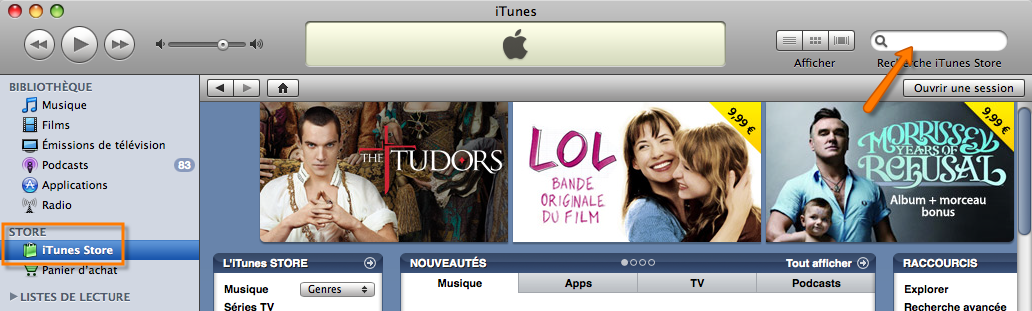 iTunes
Afficher
Recherche iTunes Store
BIBLIOTHÈQUE
Musique
Films
Émissions de télévision
Podcasts 83
Applications
Radio
STORE
iTunes Store
Panier d'achat
LISTES DE LECTURE
Ouvrir une session
THE TUDORS
LOL
BANDE
ORIGINALE
DU FILM
9,99 €
MORRISSEY
YEARS OF
REFUSAL
Album + morceau
bonus
9,99 €
L'iTunes STORE
Musique
Genres
Séries TV
NOUVEAUTÉS
Tout afficher
Musique
Apps
TV
Podcasts
RACCOURCIS
Explorer
Recherche avancée